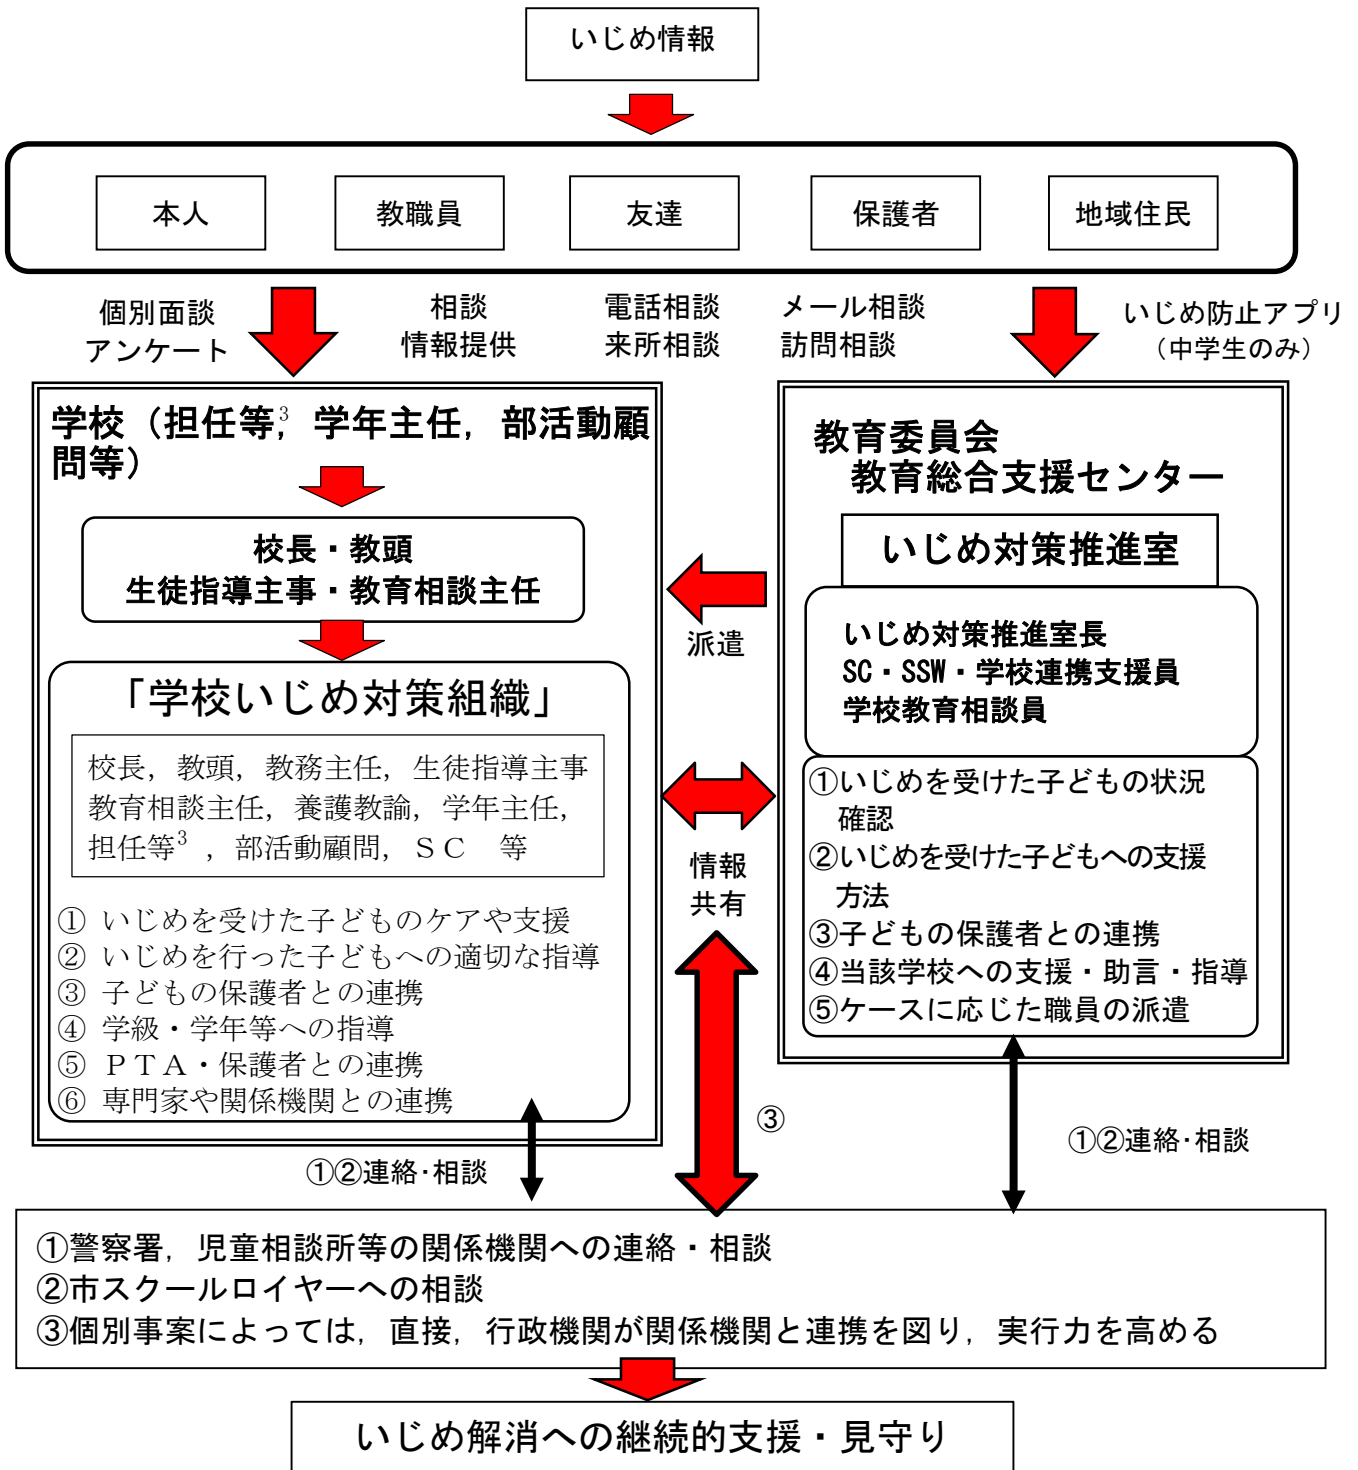 いじめ情報
本人
教職員
友達
保護者
地域住民
個別面談
アンケート
相談
情報提供
電話相談
来所相談
メール相談
訪問相談
いじめ防止アプリ
（中学生のみ）
学校（担任等3，学年主任，部活動顧
問等）
校長・教頭
生徒指導主事・教育相談主任
「学校いじめ対策組織」
校長，教頭，教務主任，生徒指導主事
教育相談主任，養護教諭，学年主任，
担任等3 ，部活動顧問，ＳＣ　等
① いじめを受けた子どものケアや支援
② いじめを行った子どもへの適切な指導
③ 子どもの保護者との連携
④ 学級・学年等への指導
⑤ ＰＴＡ・保護者との連携
⑥ 専門家や関係機関との連携
派遣
情報
共有
教育委員会
教育総合支援センター
いじめ対策推進室
いじめ対策推進室長
SC・SSW・学校連携支援員
学校教育相談員
①いじめを受けた子どもの状況
確認
②いじめを受けた子どもへの支援
方法
③子どもの保護者との連携
④当該学校への支援・助言・指導
⑤ケースに応じた職員の派遣
①②連絡・相談
③
①②連絡・相談
①警察署，児童相談所等の関係機関への連絡・相談
②市スクールロイヤーへの相談
③個別事案によっては，直接，行政機関が関係機関と連携を図り，実行力を高める
いじめ解消への継続的支援・見守り